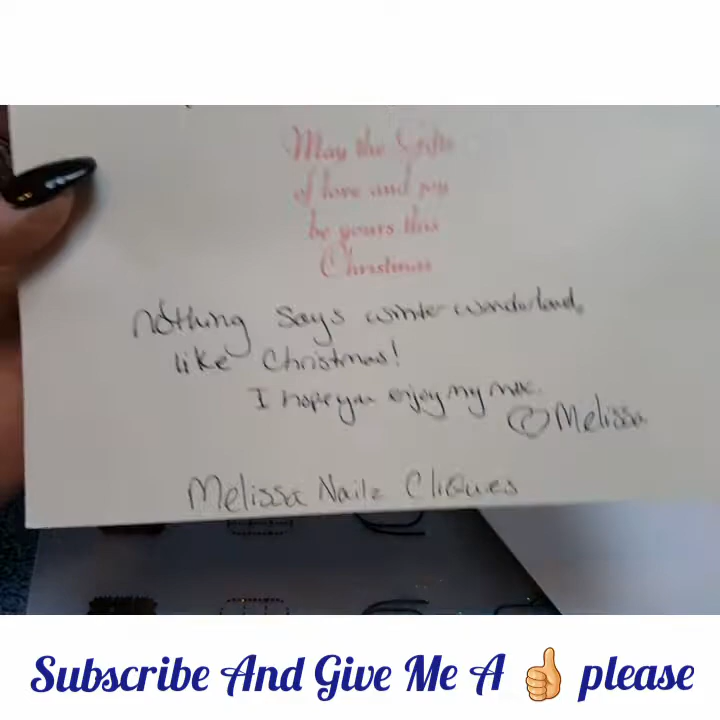 May the Gifts
of love and joy
be yours this
Christmas
nothing says winter wonderland,
like Christmas!
I hope you enjoy my mix.
Melissa
Melissa Nailz Cliques
Subscribe And Give Me A 👍 please